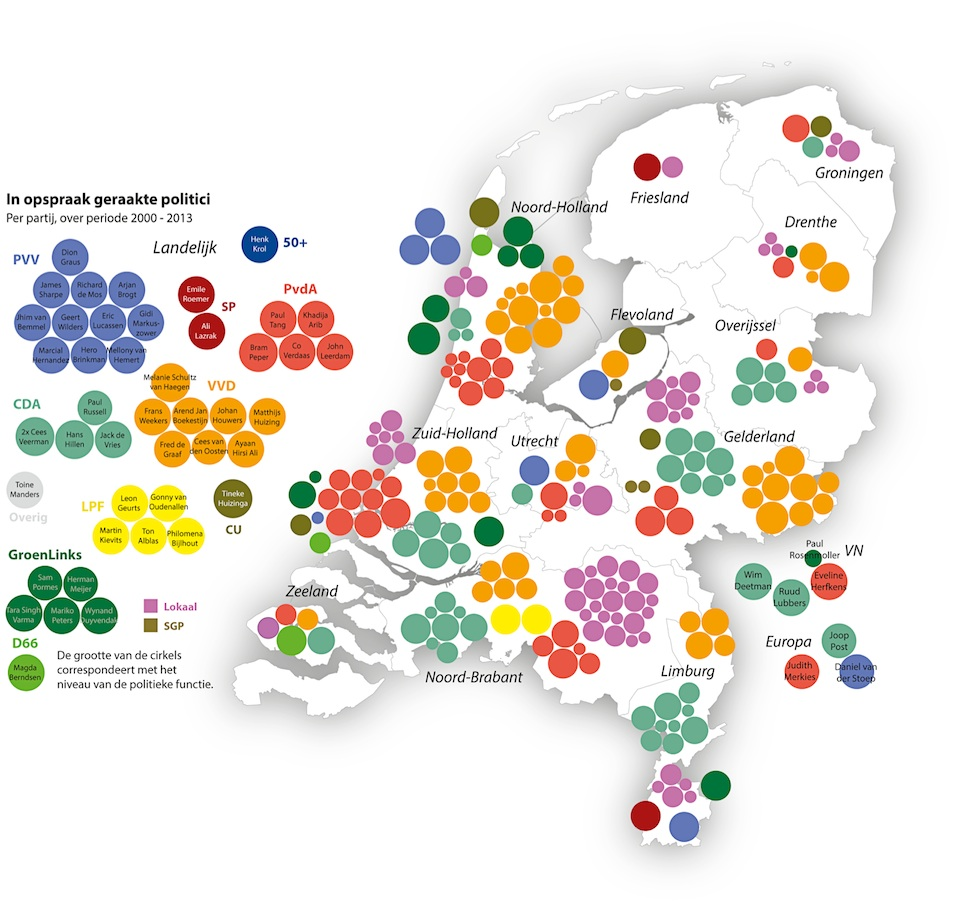 In opspraak geraakte politici
Per partij, over periode 2000 - 2013
Landelijk
Henk
Krol
50+
PVV
Dion
Graus
James
Sharpe
Richard
de Mos
Arjan
Brogt
Jhim van
Bemmel
Geert
Wilders
Eric
Lucassen
Gidi
Markus-
zower
Marcial
Hernandez
Hero
Brinkman
Mellony van
Hemert
Emile
Roemer
SP
Ali
Lazrak
PvdA
Paul
Tang
Khadija
Arib
Bram
Peper
Co
Verdaas
John
Leerdam
CDA
Paul
Russell
2x Cees
Veerman
Hans
Hillen
Jack de
Vries
Melanie Schultz
van Haegen
VVD
Frans
Weekers
Arend Jan
Boekestijn
Johan
Houwers
Matthijs
Huizing
Fred de
Graaf
Cees van
den Oosten
Ayaan
Hirsi Ali
Toine
Manders
Overig
LPF
Leon
Geurts
Gonny van
Oudenallen
Martin
Kievits
Ton
Alblas
Philomena
Bijlhout
Tineke
Huizinga
CU
GroenLinks
Sam
Pormes
Herman
Meijer
Tara Singh
Varma
Mariko
Peters
Wynand
Duyvendak
D66
Magda
Berndsen
Lokaal
SGP
De grootte van de cirkels
correspondeert met het
niveau van de politieke functie.
Groningen
Friesland
Drenthe
Noord-Holland
Flevoland
Overijssel
Zuid-Holland
Utrecht
Gelderland
Zeeland
Noord-Brabant
Limburg
Paul
Rosenmoller
VN
Wim
Deetman
Ruud
Lubbers
Eveline
Herfkens
Europa
Joop
Post
Judith
Merkies
Daniel van
der Stoep